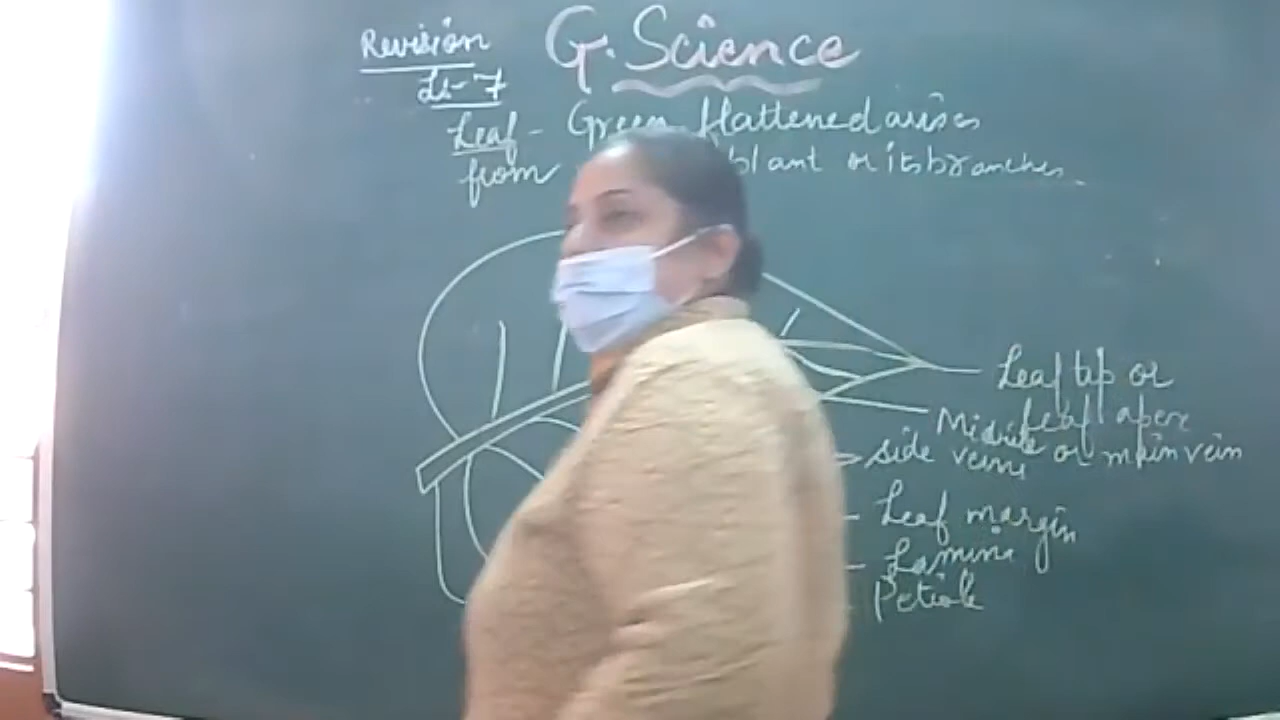 Revision
G. Science
Ls-7
Leaf - Green flattened arises
from plant or its branches
Leaf tip or
leaf apex
Midrib or main vein
side veins
Leaf margin
Lamina
Petiole